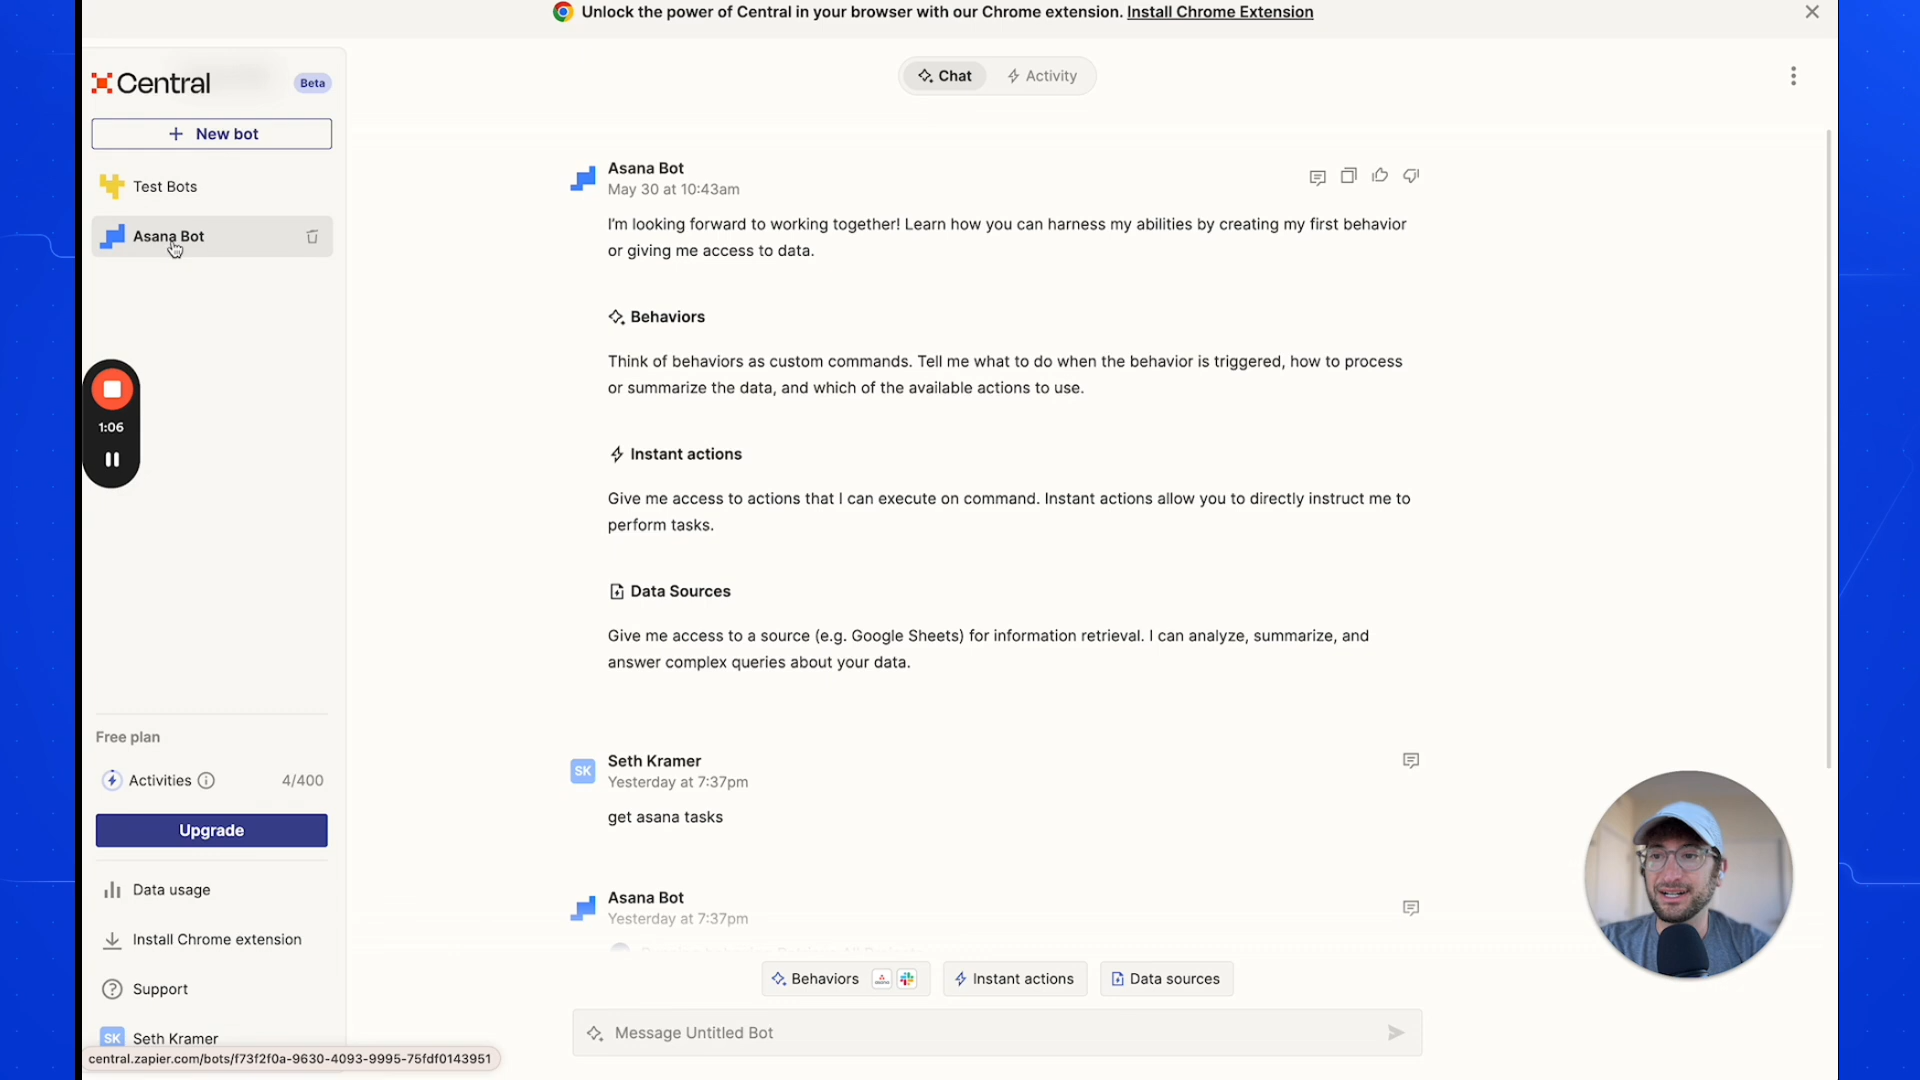 Unlock the power of Central in your browser with our Chrome extension. Install Chrome Extension
Central
Beta
+ New bot
Test Bots
Asana Bot
1:06
Free plan
Activities
4/400
Upgrade
Data usage
Install Chrome extension
Support
SK
Seth Kramer
central.zapier.com/bots/f73f2f0a-9630-4093-9995-75fdf0143951
Chat
Activity
Asana Bot
May 30 at 10:43am
I'm looking forward to working together! Learn how you can harness my abilities by creating my first behavior
or giving me access to data.
Behaviors
Think of behaviors as custom commands. Tell me what to do when the behavior is triggered, how to process
or summarize the data, and which of the available actions to use.
Instant actions
Give me access to actions that I can execute on command. Instant actions allow you to directly instruct me to
perform tasks.
Data Sources
Give me access to a source (e.g. Google Sheets) for information retrieval. I can analyze, summarize, and
answer complex queries about your data.
SK
Seth Kramer
Yesterday at 7:37pm
get asana tasks
Asana Bot
Yesterday at 7:37pm
Behaviors
Instant actions
Data sources
Message Untitled Bot